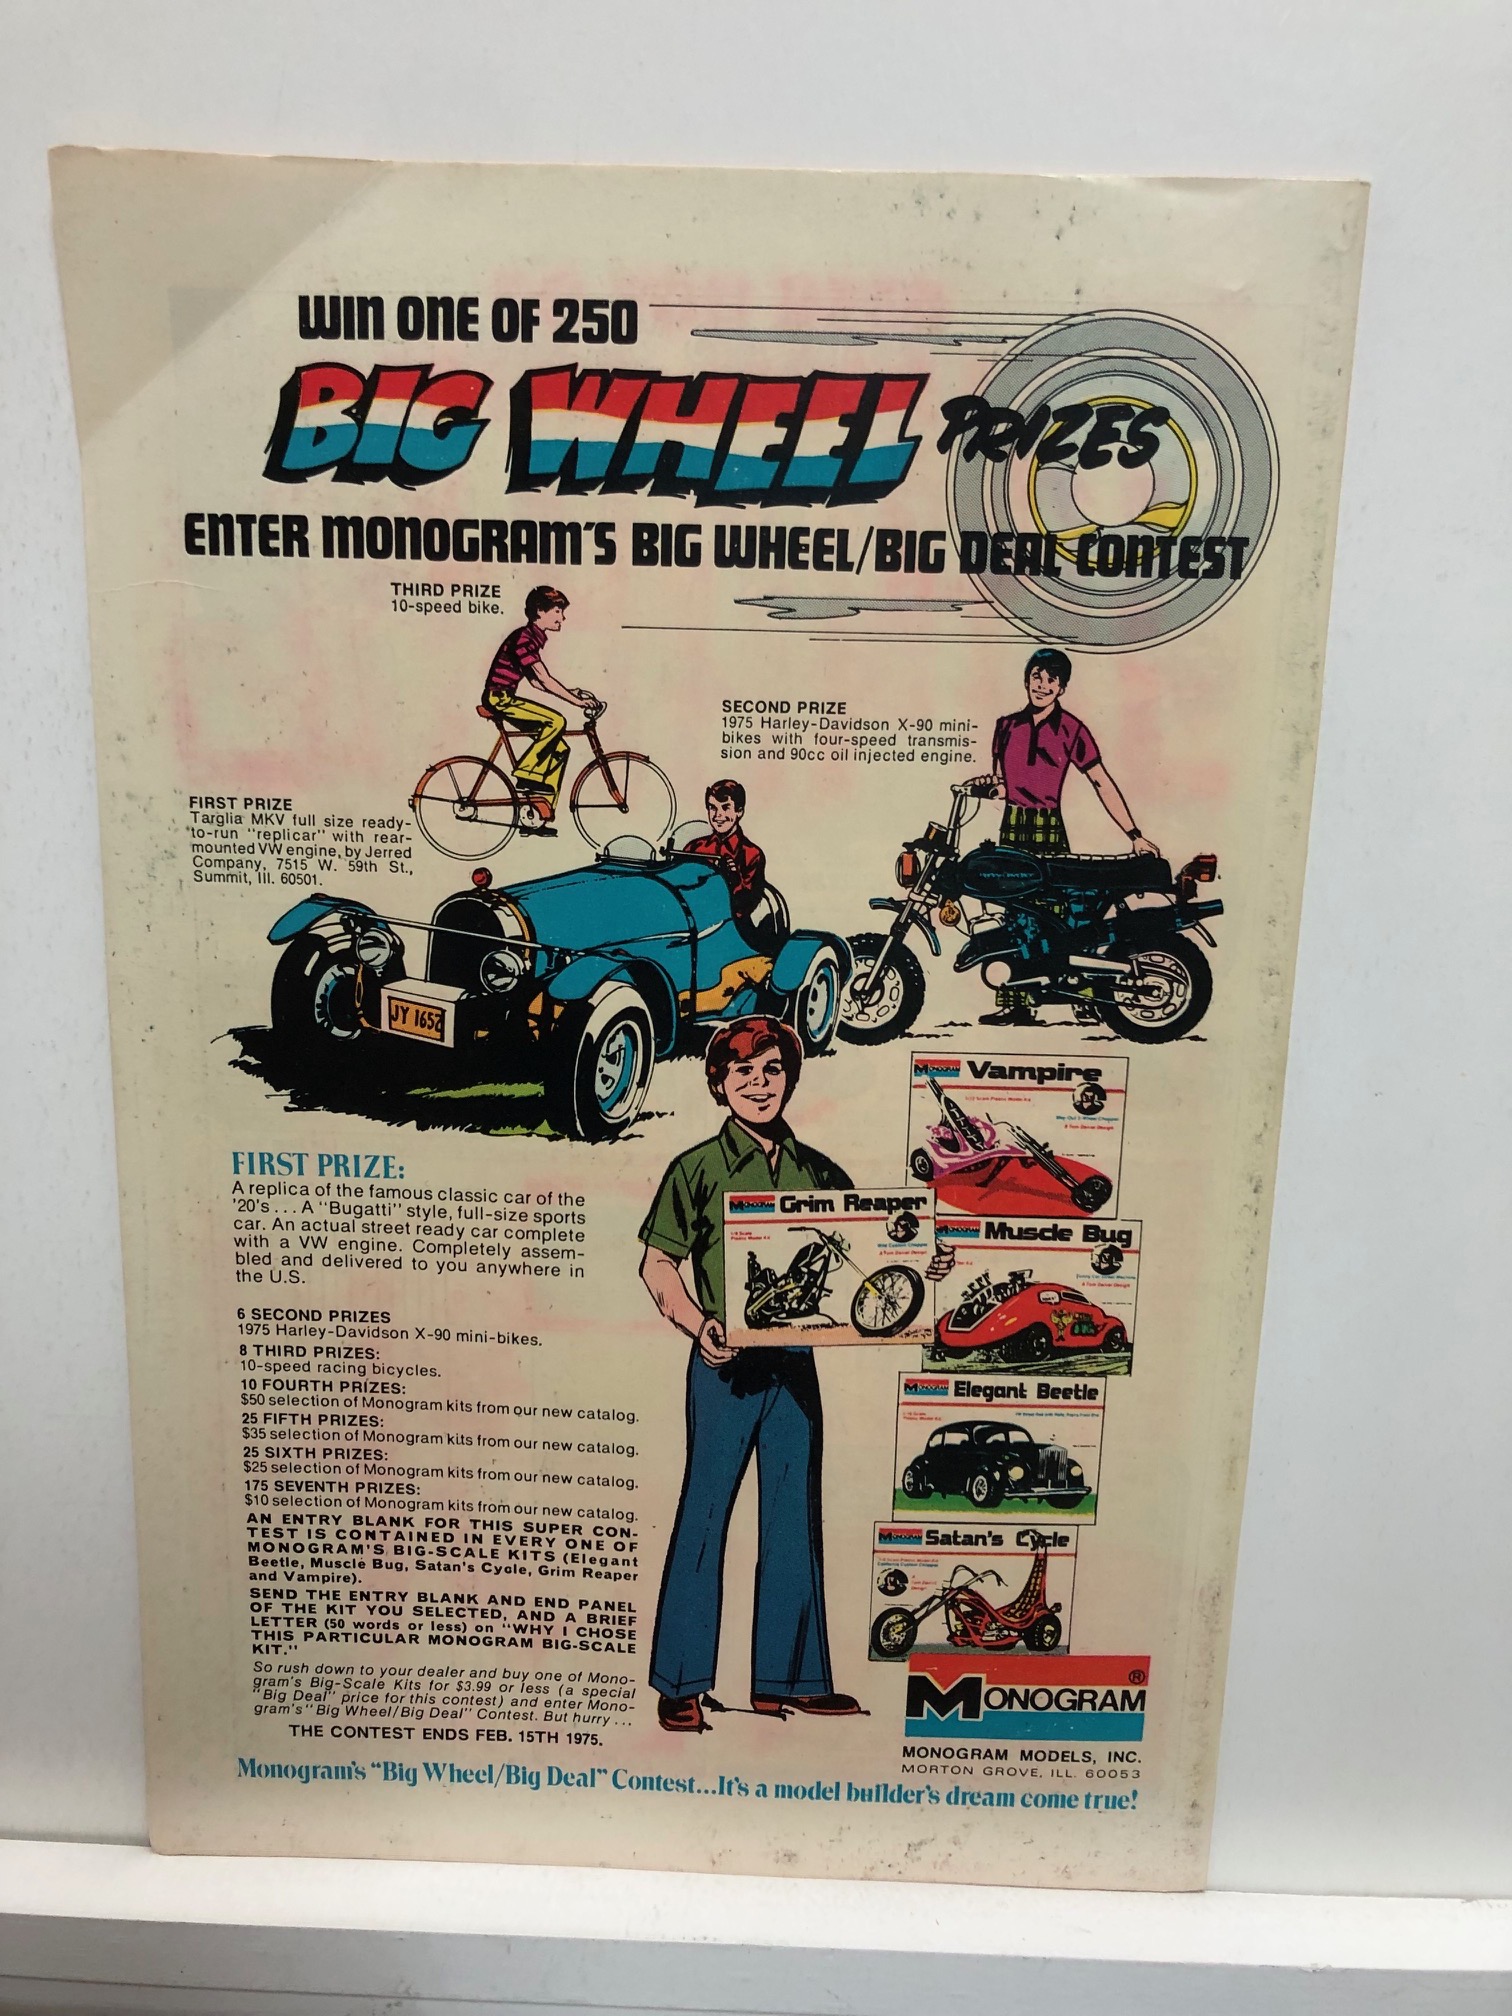 WIN ONE OF 250
BIG WHEEL PRIZES
ENTER MONOGRAM'S BIG WHEEL/BIG DEAL CONTEST
THIRD PRIZE
10-speed bike.
SECOND PRIZE
1975 Harley-Davidson X-90 mini-
bikes with four-speed transmis-
sion and 90cc oil injected engine.
FIRST PRIZE
Targlia MKV full size ready-
to-run "replicar" with rear-
mounted VW engine, by Jerred
Company, 7515 W. 59th St.,
Summit, Ill. 60501.
JY 165Z
FIRST PRIZE:
A replica of the famous classic car of the
'20's... A "Bugatti" style, full-size sports
car. An actual street ready car complete
with a VW engine. Completely assem-
bled and delivered to you anywhere in
the U.S.
6 SECOND PRIZES
1975 Harley-Davidson X-90 mini-bikes.
8 THIRD PRIZES:
10-speed racing bicycles.
10 FOURTH PRIZES:
$50 selection of Monogram kits from our new catalog.
25 FIFTH PRIZES:
$35 selection of Monogram kits from our new catalog.
25 SIXTH PRIZES:
$25 selection of Monogram kits from our new catalog.
175 SEVENTH PRIZES:
$10 selection of Monogram kits from our new catalog.
AN ENTRY BLANK FOR THIS SUPER CON-
TEST IS CONTAINED IN EVERY ONE OF
MONOGRAM'S BIG-SCALE KITS (Elegant
Beetle, Muscle Bug, Satan's Cycle, Grim Reaper
and Vampire).
SEND THE ENTRY BLANK AND END PANEL
OF THE KIT YOU SELECTED, AND A BRIEF
LETTER (50 words or less) on "WHY I CHOSE
THIS PARTICULAR MONOGRAM BIG-SCALE
KIT."
So rush down to your dealer and buy one of Mono-
gram's Big-Scale Kits for $3.99 or less (a special
"Big Deal" price for this contest) and enter Mono-
gram's "Big Wheel/Big Deal" Contest. But hurry...
THE CONTEST ENDS FEB. 15TH 1975.
MONOGRAM Vampire
MONOGRAM Grim Reaper
MONOGRAM Muscle Bug
MONOGRAM Elegant Beetle
MONOGRAM Satan's Cycle
MONOGRAM ®
MONOGRAM MODELS, INC.
MORTON GROVE, ILL. 60053
Monogram's "Big Wheel/Big Deal" Contest...It's a model builder's dream come true!